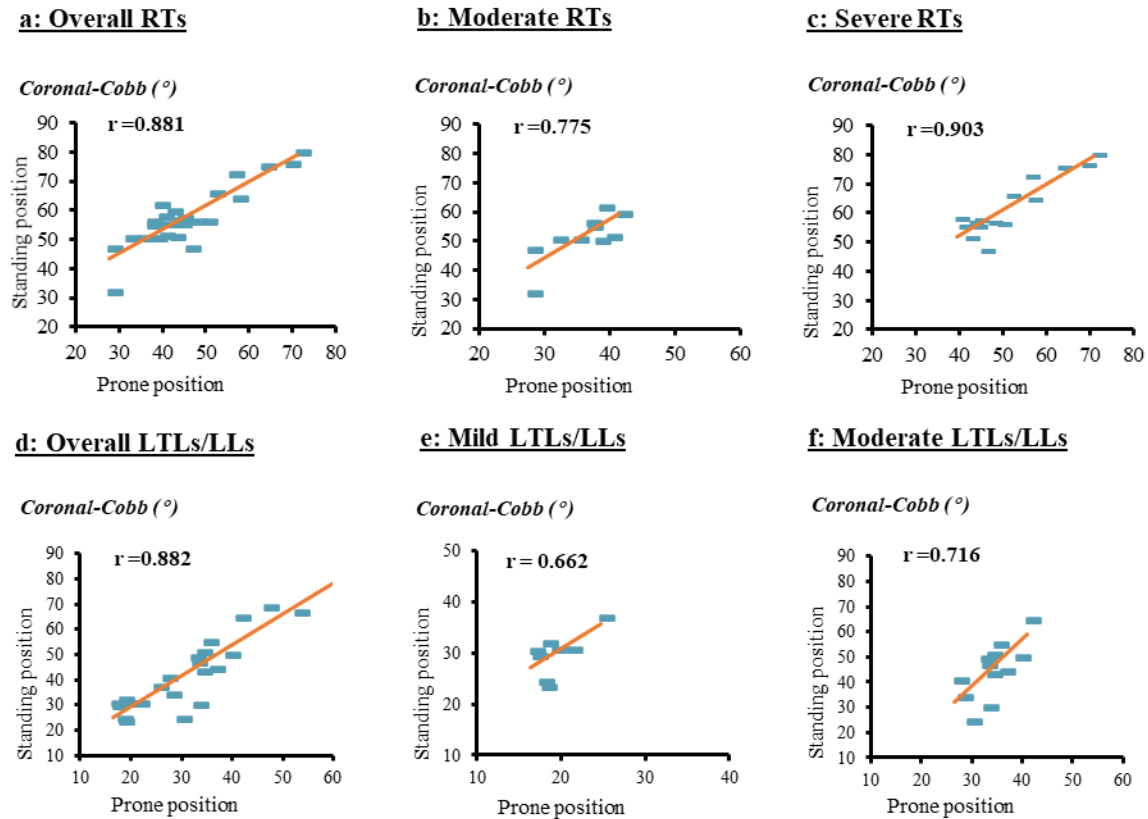 a: Overall RTs
Coronal-Cobb (°)
r =0.881
90
80
70
60
50
40
30
20
Standing position
20 30 40 50 60 70 80
Prone position
b: Moderate RTs
Coronal-Cobb (°)
r =0.775
90
80
70
60
50
40
30
20
Standing position
20 30 40 50 60
Prone position
c: Severe RTs
Coronal-Cobb (°)
r =0.903
90
80
70
60
50
40
30
20
Standing position
20 30 40 50 60 70 80
Prone position
d: Overall LTLs/LLs
Coronal-Cobb (°)
r =0.882
90
80
70
60
50
40
30
20
10
Standing position
10 20 30 40 50 60
Prone position
e: Mild LTLs/LLs
Coronal-Cobb (°)
r = 0.662
50
40
30
20
10
Standing position
10 20 30 40
Prone position
f: Moderate LTLs/LLs
Coronal-Cobb (°)
r =0.716
90
80
70
60
50
40
30
20
10
Standing position
10 20 30 40 50 60
Prone position